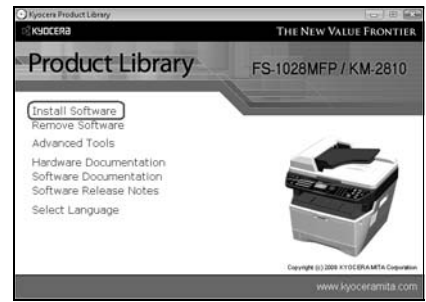 Kyocera Product Library
KYOCERA
THE NEW VALUE FRONTIER
Product Library
FS-1028MFP / KM-2810
Install Software
Remove Software
Advanced Tools
Hardware Documentation
Software Documentation
Software Release Notes
Select Language
Copyright (c) 2008 KYOCERA MITA Corporation
www.kyoceramita.com